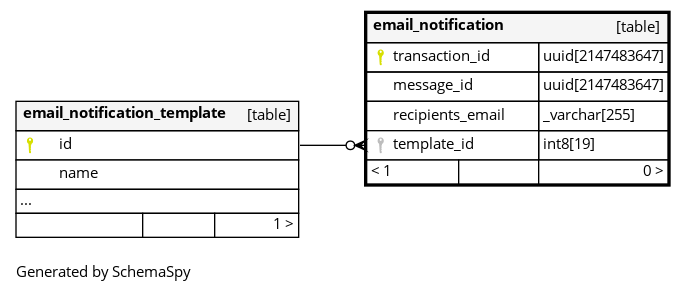 email_notification [table]
transaction_id uuid[2147483647]
message_id uuid[2147483647]
recipients_email _varchar[255]
template_id int8[19]
< 1 0 >
email_notification_template [table]
id
name
...
1 >
Generated by SchemaSpy